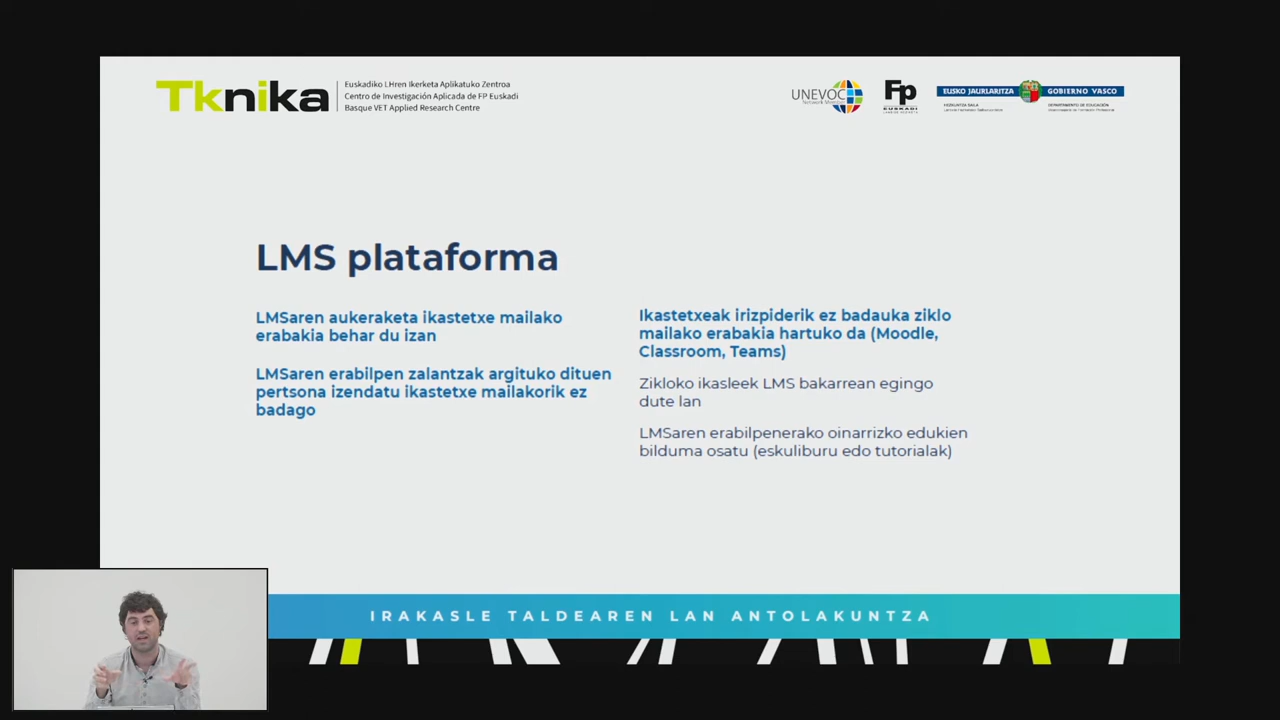 Tknika
Euskadiko LHren Ikerketa Aplikatuko Zentroa
Centro de Investigación Aplicada de FP Euskadi
Basque VET Applied Research Centre
UNEVOC
Network Member
Fp
EUSKADI
EUSKO JAURLARITZA
GOBIERNO VASCO
HEZKUNTZA SAILA
DEPARTAMENTO DE EDUCACIÓN
LMS plataforma
LMSaren aukeraketa ikastetxe mailako
erabakia behar du izan
LMSaren erabilpen zalantzak argituko dituen
pertsona izendatu ikastetxe mailakorik ez
badago
Ikastetxeak irizpiderik ez badauka ziklo
mailako erabakia hartuko da (Moodle,
Classroom, Teams)
Zikloko ikasleek LMS bakarrean egingo
dute lan
LMSaren erabilpenerako oinarrizko edukien
bilduma osatu (eskuliburu edo tutorialak)
IRAKASLE TALDEAREN LAN ANTOLAKUNTZA